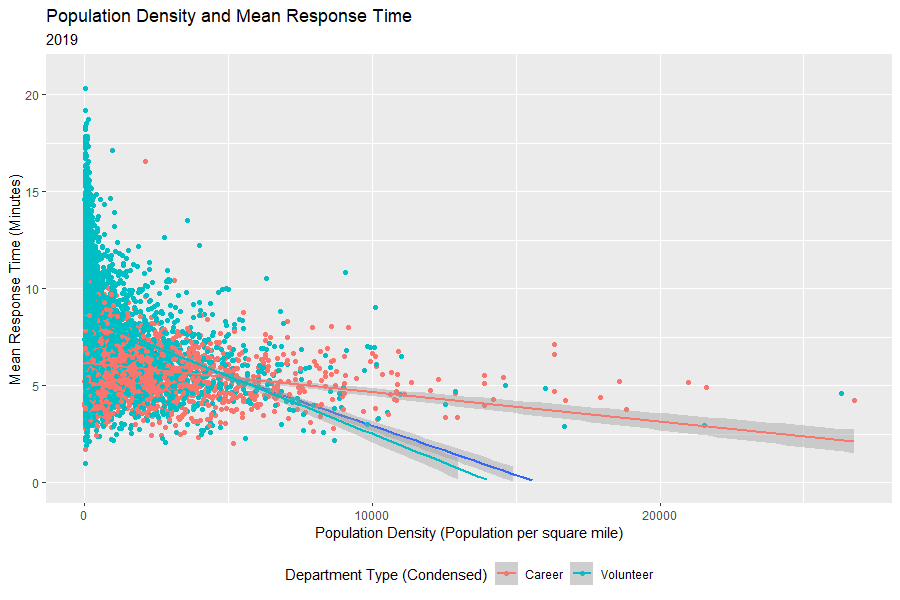 Population Density and Mean Response Time
2019
20
15
10
5
0
Mean Response Time (Minutes)
0 10000 20000
Population Density (Population per square mile)
Department Type (Condensed) Career Volunteer